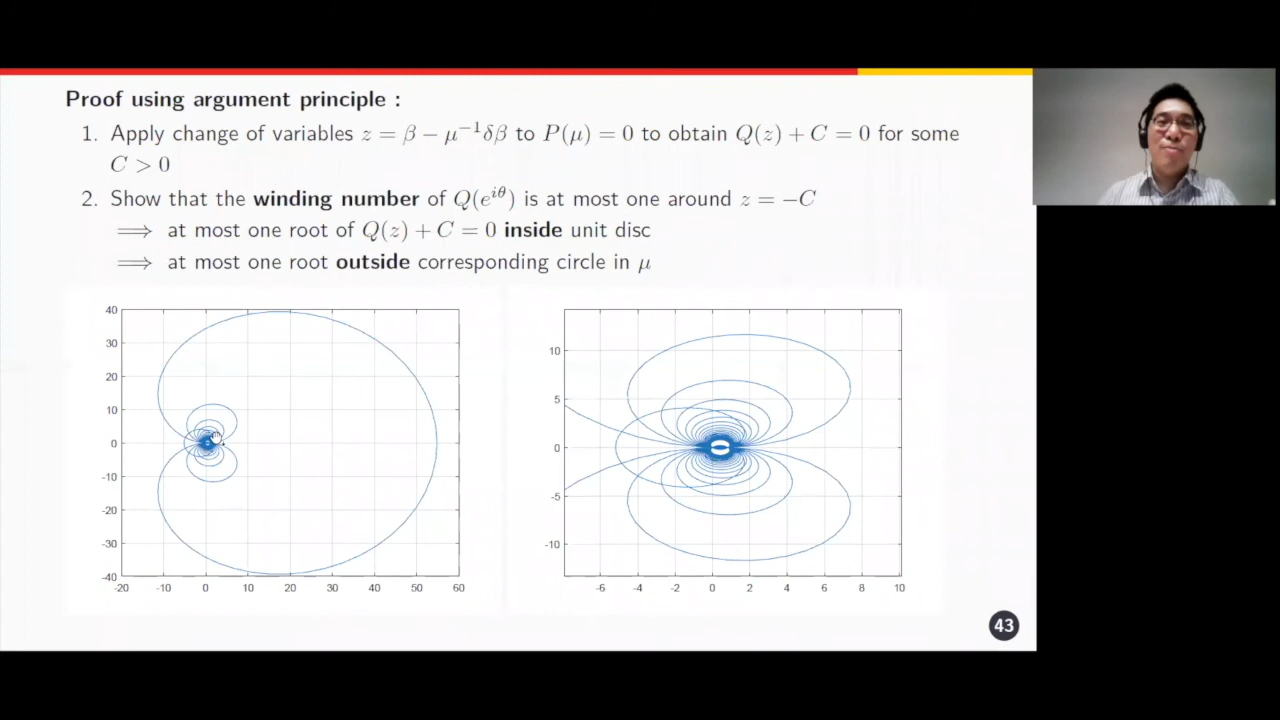 Proof using argument principle :
1. Apply change of variables z = β − μ⁻¹δβ to P(μ) = 0 to obtain Q(z) + C = 0 for some
C > 0
2. Show that the winding number of Q(e^{iθ}) is at most one around z = −C
⟹ at most one root of Q(z) + C = 0 inside unit disc
⟹ at most one root outside corresponding circle in μ
40
30
20
10
0
-10
-20
-30
-40
-20 -10 0 10 20 30 40 50 60
10
5
0
-5
-10
-6 -4 -2 0 2 4 6 8 10
43